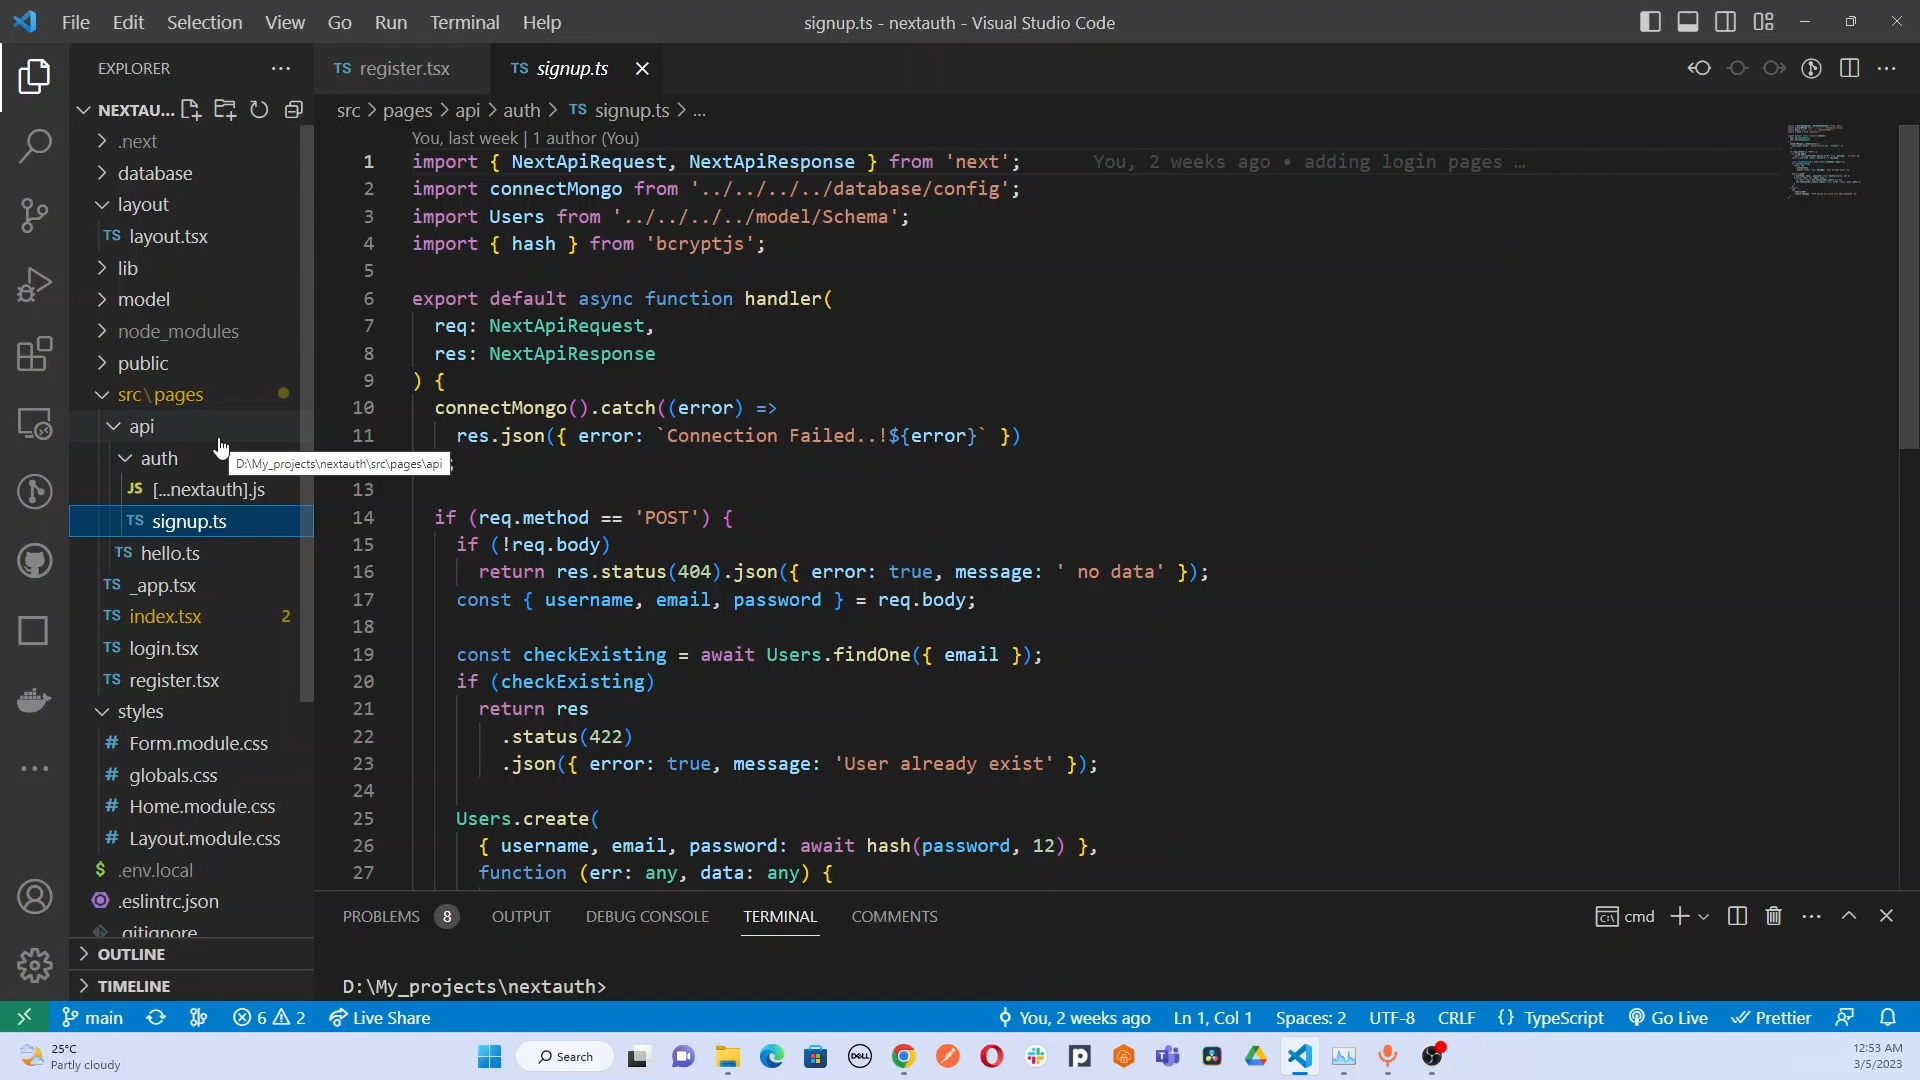 File Edit Selection View Go Run Terminal Help
signup.ts - nextauth - Visual Studio Code
EXPLORER
NEXTAU...
.next
database
layout
TS layout.tsx
lib
model
node_modules
public
src\pages
api
auth
D:\My_projects\nextauth\src\pages\api
JS [...nextauth].js
TS signup.ts
TS hello.ts
TS _app.tsx
TS index.tsx 2
TS login.tsx
TS register.tsx
styles
# Form.module.css
# globals.css
# Home.module.css
# Layout.module.css
$ .env.local
.eslintrc.json
.gitignore
OUTLINE
TIMELINE
TS register.tsx
TS signup.ts
src > pages > api > auth > TS signup.ts > ...
You, last week | 1 author (You)
1 import { NextApiRequest, NextApiResponse } from 'next'; You, 2 weeks ago • adding login pages …
2 import connectMongo from '../../../../database/config';
3 import Users from '../../../../model/Schema';
4 import { hash } from 'bcryptjs';
5
6 export default async function handler(
7 req: NextApiRequest,
8 res: NextApiResponse
9 ) {
10 connectMongo().catch((error) =>
11 res.json({ error: `Connection Failed..!${error}` })
;
13
14 if (req.method == 'POST') {
15 if (!req.body)
16 return res.status(404).json({ error: true, message: ' no data' });
17 const { username, email, password } = req.body;
18
19 const checkExisting = await Users.findOne({ email });
20 if (checkExisting)
21 return res
22 .status(422)
23 .json({ error: true, message: 'User already exist' });
24
25 Users.create(
26 { username, email, password: await hash(password, 12) },
27 function (err: any, data: any) {
PROBLEMS 8 OUTPUT DEBUG CONSOLE TERMINAL COMMENTS
cmd
D:\My_projects\nextauth>
main 6 2 Live Share
You, 2 weeks ago Ln 1, Col 1 Spaces: 2 UTF-8 CRLF {} TypeScript Go Live Prettier
25°C
Partly cloudy
Search
DELL
12:53 AM
3/5/2023